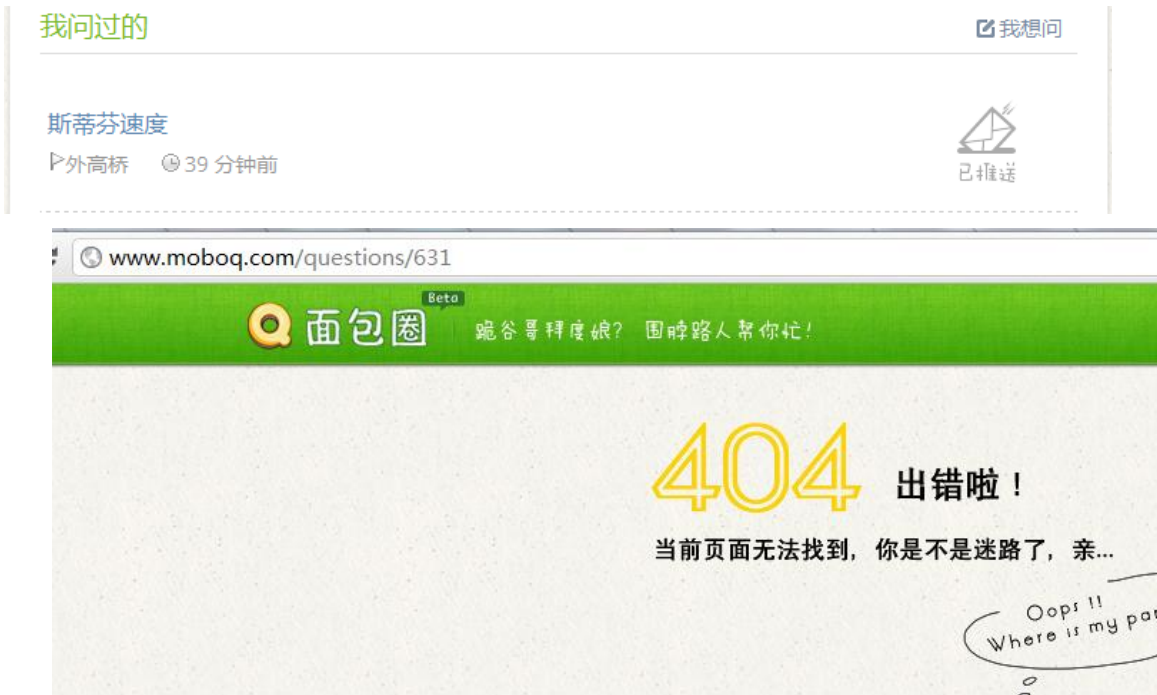 我问过的
我想问
斯蒂芬速度
外高桥 39 分钟前
已推送
www.moboq.com/questions/631
面包圈 Beta
跪谷哥拜度娘? 围脖路人帮你忙!
404 出错啦！
当前页面无法找到，你是不是迷路了，亲...
Oops !!
Where is my